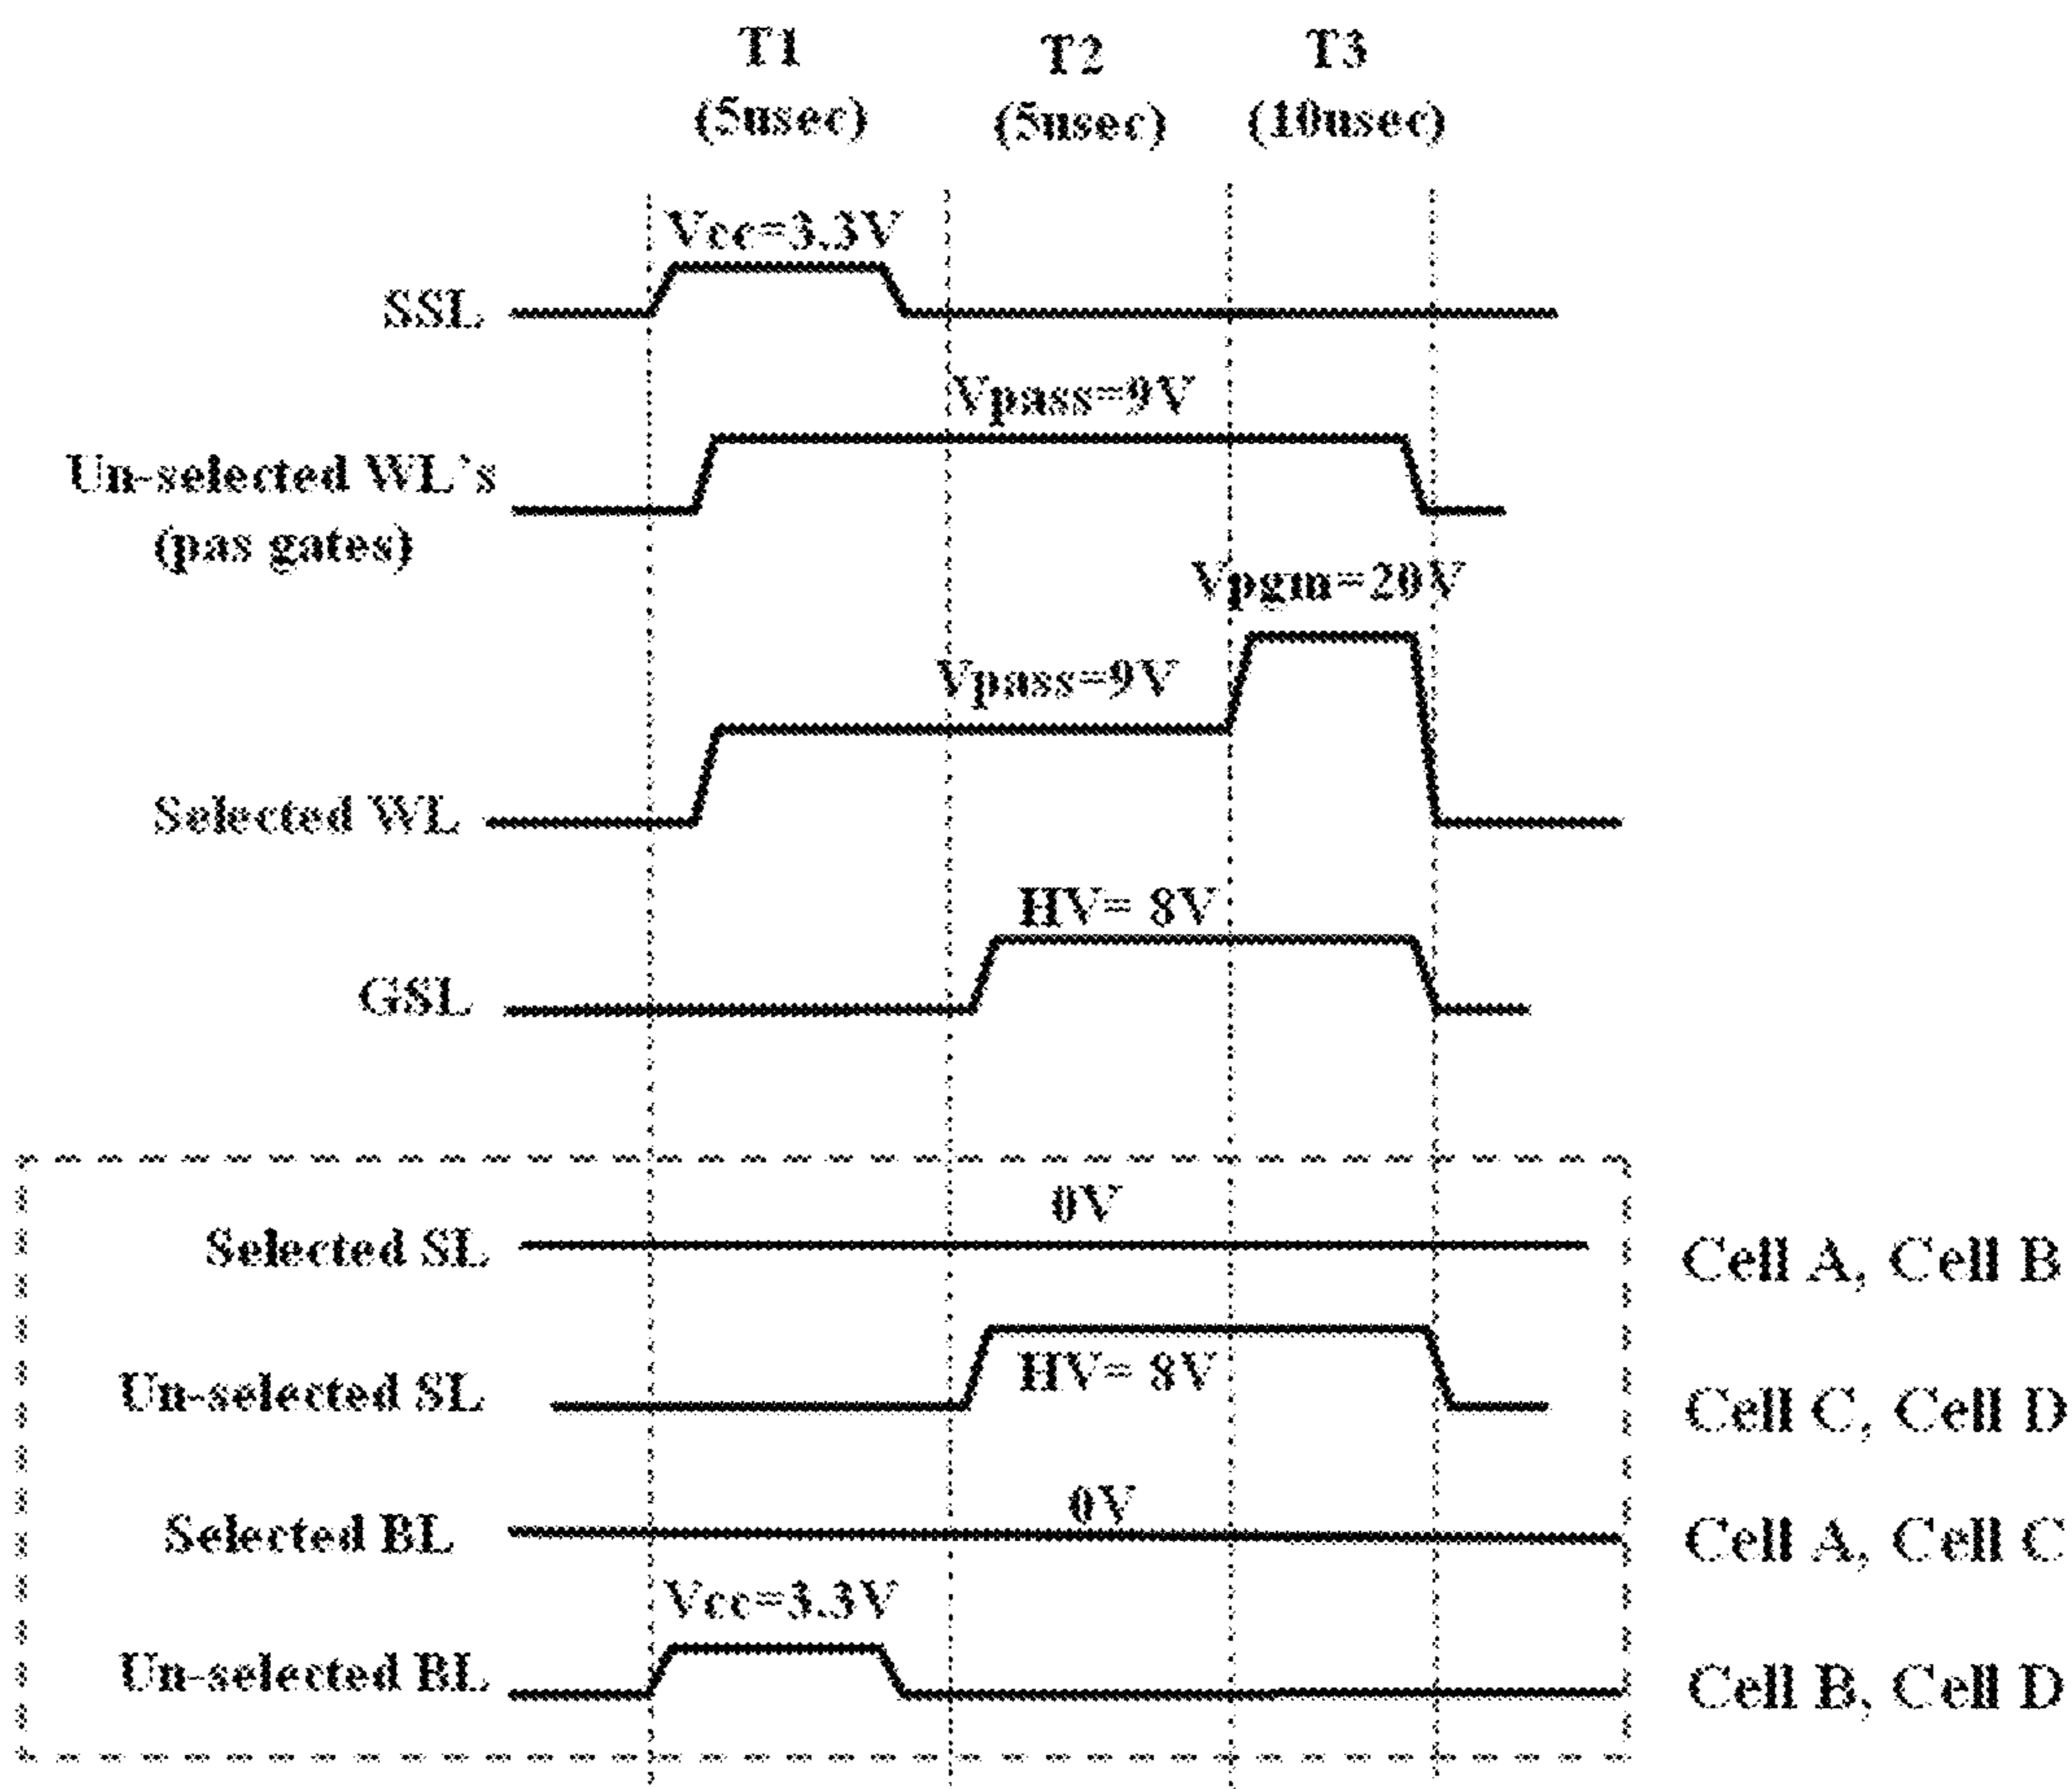 T1 T2 T3
(5usec) (5usec) (10usec)
Vcc=3.3V
SSL
Vpass=9V
Un-selected WL's
(pas gates)
Vpgm=20V
Vpass=9V
Selected WL
HV= 8V
GSL
0V
Selected SL Cell A, Cell B
HV= 8V
Un-selected SL Cell C, Cell D
0V
Selected BL Cell A, Cell C
Vcc=3.3V
Un-selected BL Cell B, Cell D